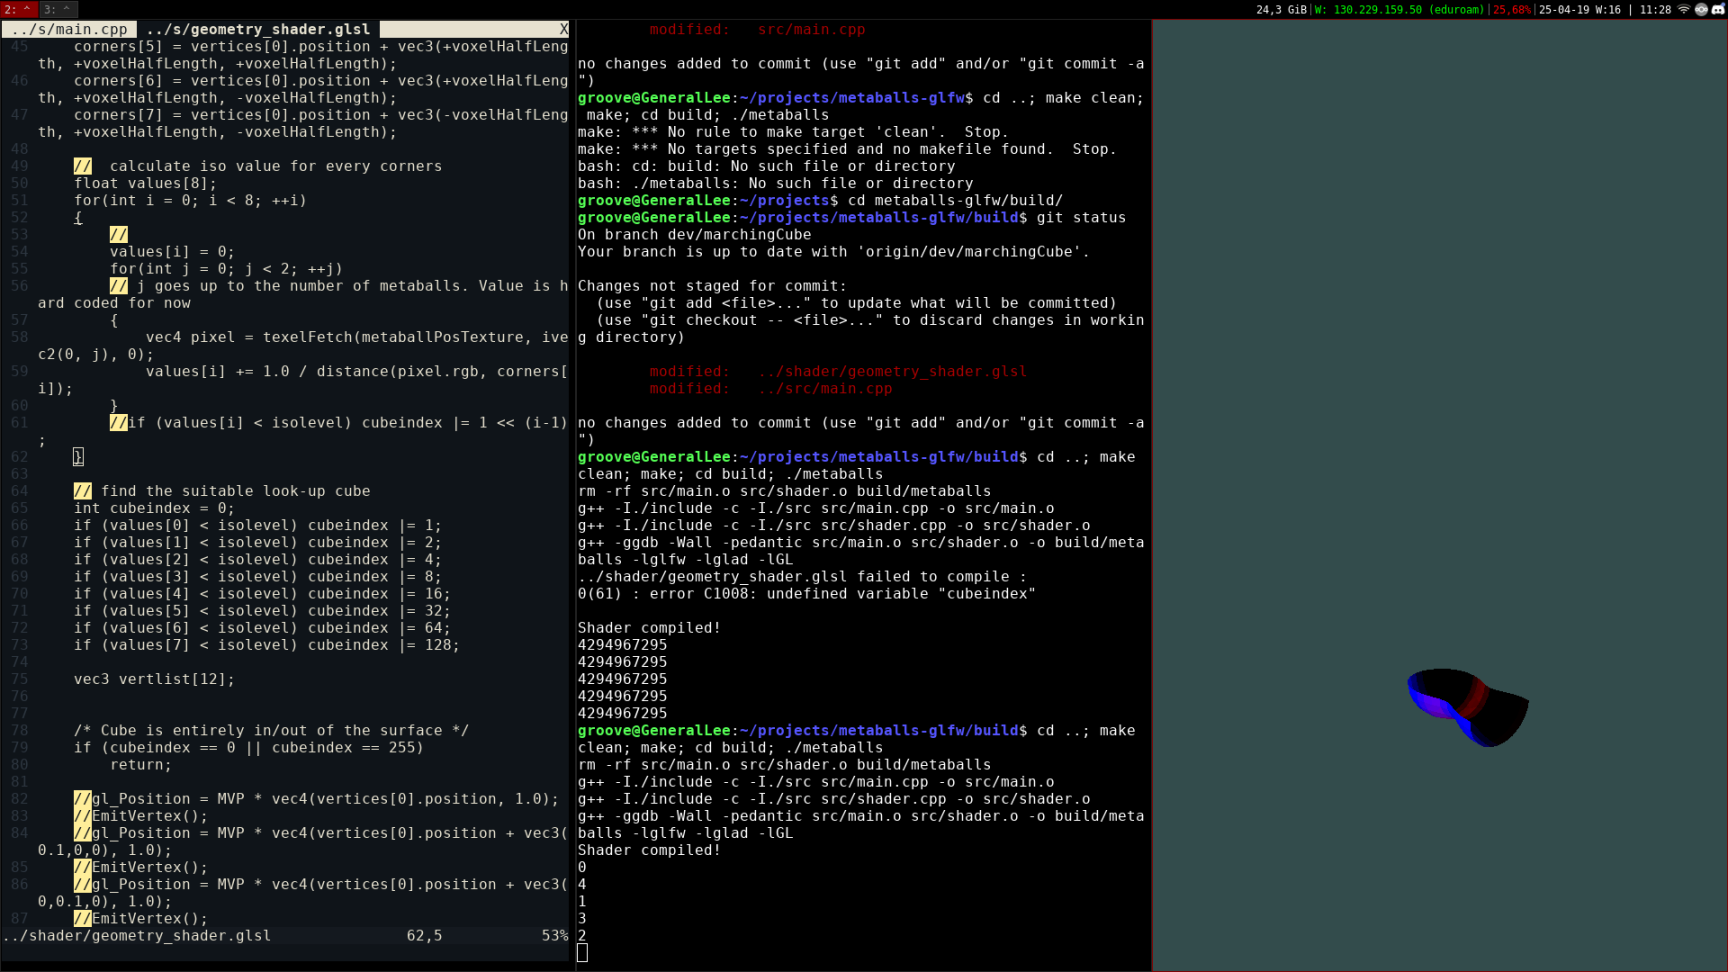 2: ^ 3: ^
24,3 GiB|W: 130.229.159.50 (eduroam)|25,68%|25-04-19 W:16 | 11:28
../s/main.cpp ../s/geometry_shader.glsl X
45 corners[5] = vertices[0].position + vec3(+voxelHalfLeng
th, +voxelHalfLength, +voxelHalfLength);
46 corners[6] = vertices[0].position + vec3(+voxelHalfLeng
th, +voxelHalfLength, -voxelHalfLength);
47 corners[7] = vertices[0].position + vec3(-voxelHalfLeng
th, +voxelHalfLength, -voxelHalfLength);
48
49 //  calculate iso value for every corners
50 float values[8];
51 for(int i = 0; i < 8; ++i)
52 {
53 //
54 values[i] = 0;
55 for(int j = 0; j < 2; ++j)
56 // j goes up to the number of metaballs. Value is h
ard coded for now
57 {
58 vec4 pixel = texelFetch(metaballPosTexture, ive
c2(0, j), 0);
59 values[i] += 1.0 / distance(pixel.rgb, corners[
i]);
60 }
61 //if (values[i] < isolevel) cubeindex |= 1 << (i-1)
;
62 }
63
64 // find the suitable look-up cube
65 int cubeindex = 0;
66 if (values[0] < isolevel) cubeindex |= 1;
67 if (values[1] < isolevel) cubeindex |= 2;
68 if (values[2] < isolevel) cubeindex |= 4;
69 if (values[3] < isolevel) cubeindex |= 8;
70 if (values[4] < isolevel) cubeindex |= 16;
71 if (values[5] < isolevel) cubeindex |= 32;
72 if (values[6] < isolevel) cubeindex |= 64;
73 if (values[7] < isolevel) cubeindex |= 128;
74
75 vec3 vertlist[12];
76
77
78 /* Cube is entirely in/out of the surface */
79 if (cubeindex == 0 || cubeindex == 255)
80 return;
81
82 //gl_Position = MVP * vec4(vertices[0].position, 1.0);
83 //EmitVertex();
84 //gl_Position = MVP * vec4(vertices[0].position + vec3(
0.1,0,0), 1.0);
85 //EmitVertex();
86 //gl_Position = MVP * vec4(vertices[0].position + vec3(
0,0.1,0), 1.0);
87 //EmitVertex();
../shader/geometry_shader.glsl 62,5 53%
modified:   src/main.cpp
no changes added to commit (use "git add" and/or "git commit -a
")
groove@GeneralLee:~/projects/metaballs-glfw$ cd ..; make clean;
make; cd build; ./metaballs
make: *** No rule to make target 'clean'.  Stop.
make: *** No targets specified and no makefile found.  Stop.
bash: cd: build: No such file or directory
bash: ./metaballs: No such file or directory
groove@GeneralLee:~/projects$ cd metaballs-glfw/build/
groove@GeneralLee:~/projects/metaballs-glfw/build$ git status
On branch dev/marchingCube
Your branch is up to date with 'origin/dev/marchingCube'.
Changes not staged for commit:
(use "git add <file>..." to update what will be committed)
(use "git checkout -- <file>..." to discard changes in workin
g directory)
modified:   ../shader/geometry_shader.glsl
modified:   ../src/main.cpp
no changes added to commit (use "git add" and/or "git commit -a
")
groove@GeneralLee:~/projects/metaballs-glfw/build$ cd ..; make
clean; make; cd build; ./metaballs
rm -rf src/main.o src/shader.o build/metaballs
g++ -I./include -c -I./src src/main.cpp -o src/main.o
g++ -I./include -c -I./src src/shader.cpp -o src/shader.o
g++ -ggdb -Wall -pedantic src/main.o src/shader.o -o build/meta
balls -lglfw -lglad -lGL
../shader/geometry_shader.glsl failed to compile :
0(61) : error C1008: undefined variable "cubeindex"
Shader compiled!
4294967295
4294967295
4294967295
4294967295
4294967295
groove@GeneralLee:~/projects/metaballs-glfw/build$ cd ..; make
clean; make; cd build; ./metaballs
rm -rf src/main.o src/shader.o build/metaballs
g++ -I./include -c -I./src src/main.cpp -o src/main.o
g++ -I./include -c -I./src src/shader.cpp -o src/shader.o
g++ -ggdb -Wall -pedantic src/main.o src/shader.o -o build/meta
balls -lglfw -lglad -lGL
Shader compiled!
0
4
1
3
2